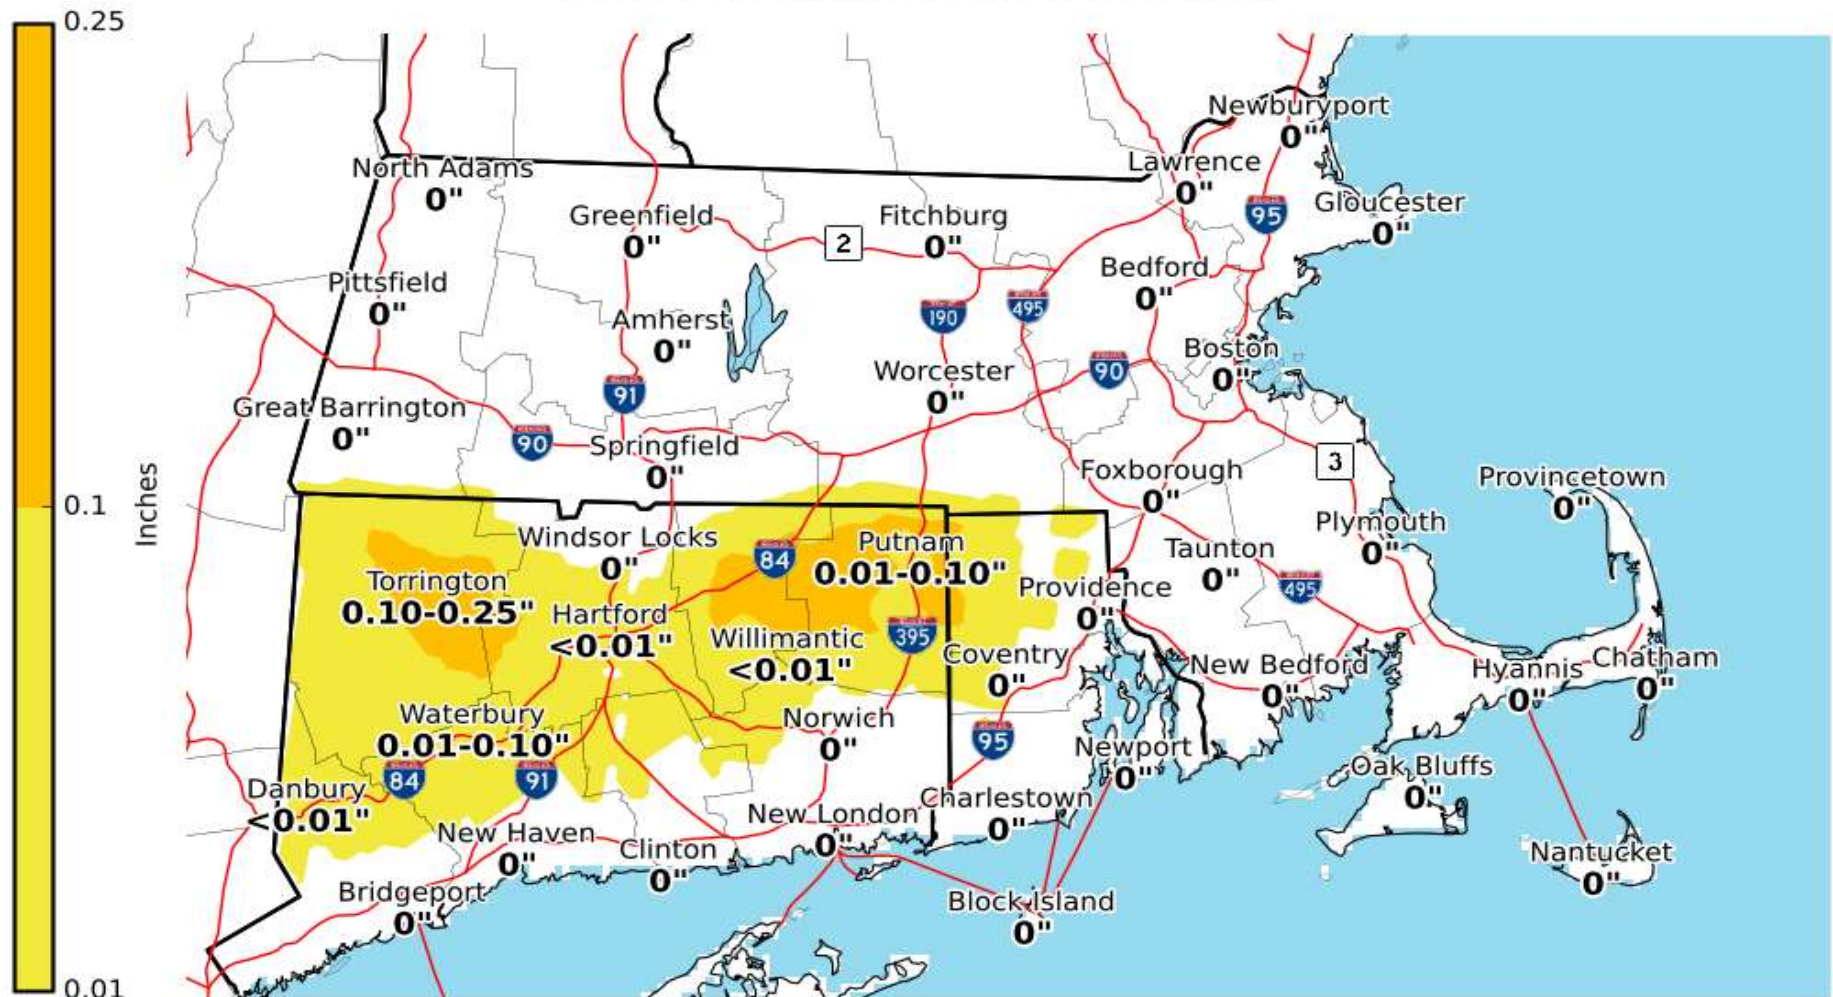 0.25
Newburyport
0"
Lawrence
0"
North Adams
0"
95
Gloucester
0"
Greenfield
0"
Fitchburg
0"
2
Bedford
0"
Pittsfield
0"
190
495
Amherst
0"
Boston
0"
Worcester
0"
90
91
Great Barrington
0"
90
Springfield
0"
3
Foxborough
0"
Provincetown
0"
0.1
Inches
Plymouth
0"
Windsor Locks
0"
84
Putnam
0.01-0.10"
Taunton
0"
495
Torrington
0.10-0.25"
Providence
0"
Hartford
<0.01"
Willimantic
<0.01"
395
Coventry
0"
New Bedford
0"
Hyannis
0"
Chatham
0"
Waterbury
0.01-0.10"
Norwich
0"
95
Newport
0"
84
91
Oak Bluffs
0"
Danbury
<0.01"
Charlestown
0"
New London
0"
New Haven
0"
Clinton
0"
Nantucket
0"
Bridgeport
0"
Block Island
0"
0.01